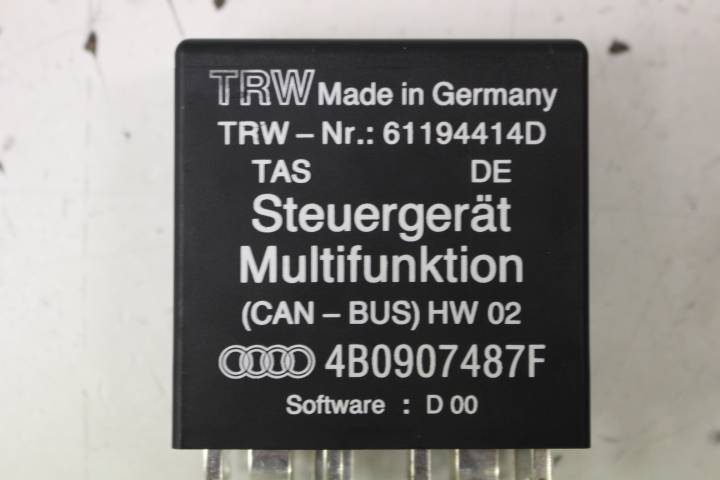 TRW Made in Germany
TRW – Nr.: 61194414D
TAS DE
Steuergerät
Multifunktion
(CAN – BUS) HW 02
4B0907487F
Software : D 00